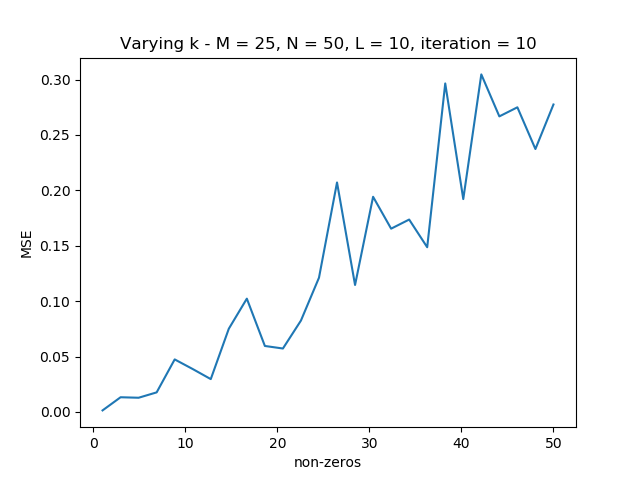 Varying k - M = 25, N = 50, L = 10, iteration = 10
0.30
0.25
0.20
0.15
0.10
0.05
0.00
MSE
0 10 20 30 40 50
non-zeros